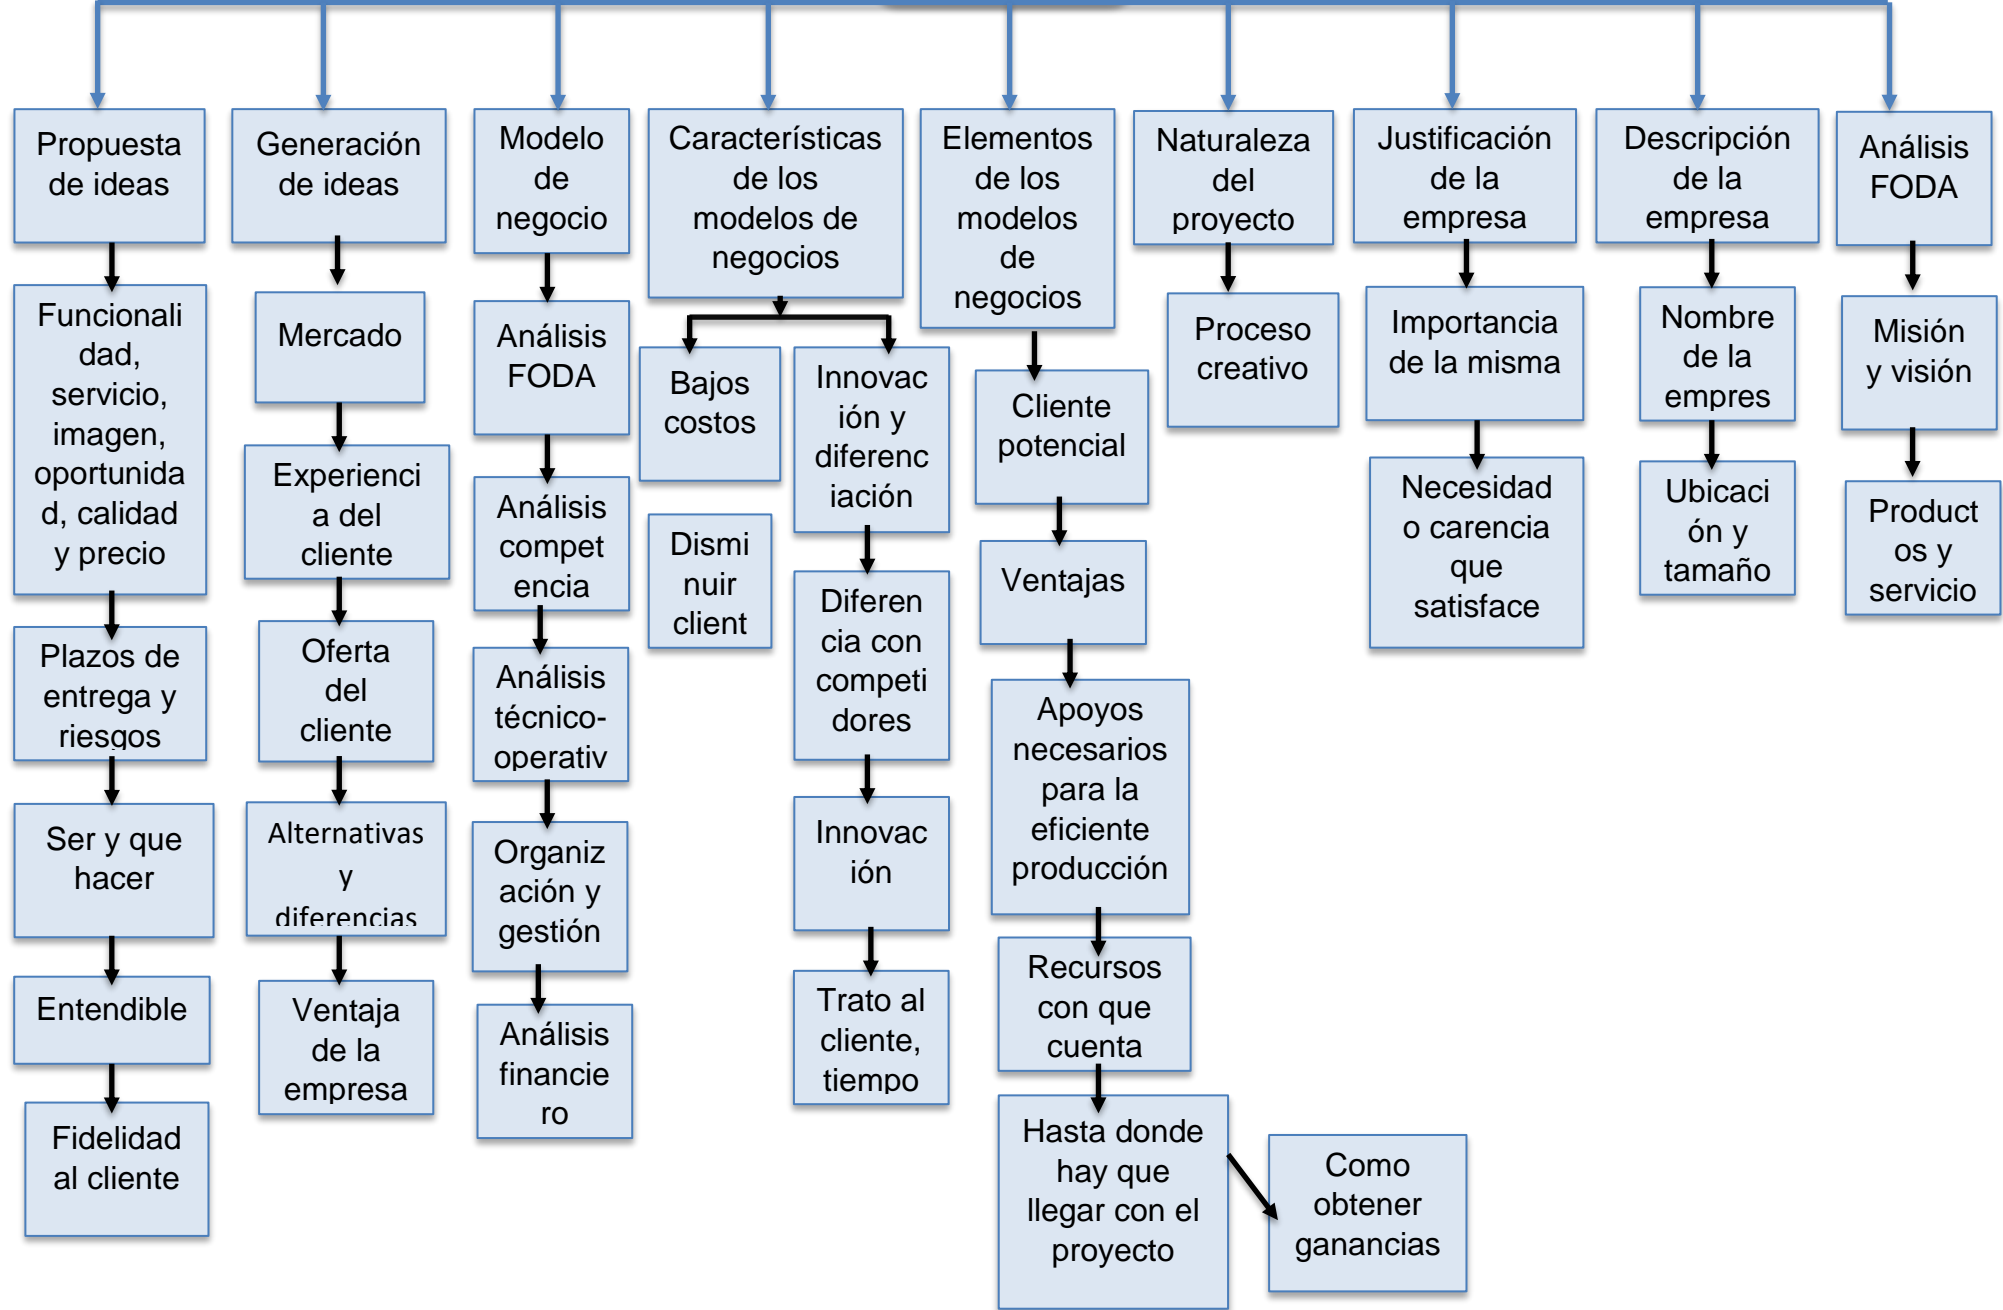 Propuesta
de ideas
Funcionali
dad,
servicio,
imagen,
oportunida
d, calidad
y precio
Plazos de
entrega y
riesgos
Ser y que
hacer
Entendible
Fidelidad
al cliente
Generación
de ideas
Mercado
Experienci
a del
cliente
Oferta
del
cliente
Alternativas
y
diferencias
Ventaja
de la
empresa
Modelo
de
negocio
Análisis
FODA
Análisis
compet
encia
Análisis
técnico-
operativ
Organiz
ación y
gestión
Análisis
financie
ro
Características
de los
modelos de
negocios
Bajos
costos
Dismi
nuir
client
Innovac
ión y
diferenc
iación
Diferen
cia con
competi
dores
Innovac
ión
Trato al
cliente,
tiempo
Elementos
de los
modelos
de
negocios
Cliente
potencial
Ventajas
Apoyos
necesarios
para la
eficiente
producción
Recursos
con que
cuenta
Hasta donde
hay que
llegar con el
proyecto
Como
obtener
ganancias
Naturaleza
del
proyecto
Proceso
creativo
Justificación
de la
empresa
Importancia
de la misma
Necesidad
o carencia
que
satisface
Descripción
de la
empresa
Nombre
de la
empres
Ubicaci
ón y
tamaño
Análisis
FODA
Misión
y visión
Product
os y
servicio